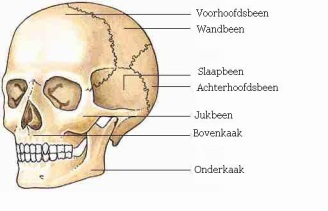 Voorhoofdsbeen
Wandbeen
Slaapbeen
Achterhoofdsbeen
Jukbeen
Bovenkaak
Onderkaak